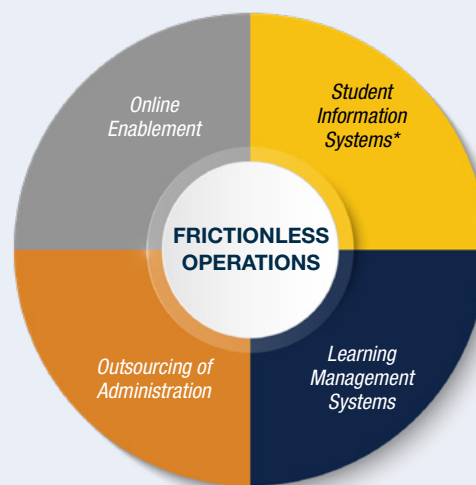 Online
Enablement
Student
Information
Systems*
FRICTIONLESS
OPERATIONS
Outsourcing of
Administration
Learning
Management
Systems